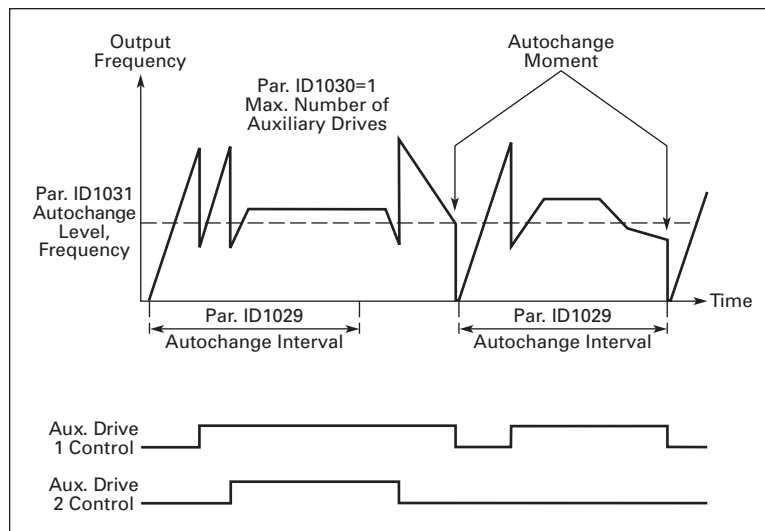 Output
Frequency
Autochange
Moment
Par. ID1030=1
Max. Number of
Auxiliary Drives
Par. ID1031
Autochange
Level,
Frequency
Time
Par. ID1029
Autochange Interval
Par. ID1029
Autochange Interval
Aux. Drive
1 Control
Aux. Drive
2 Control